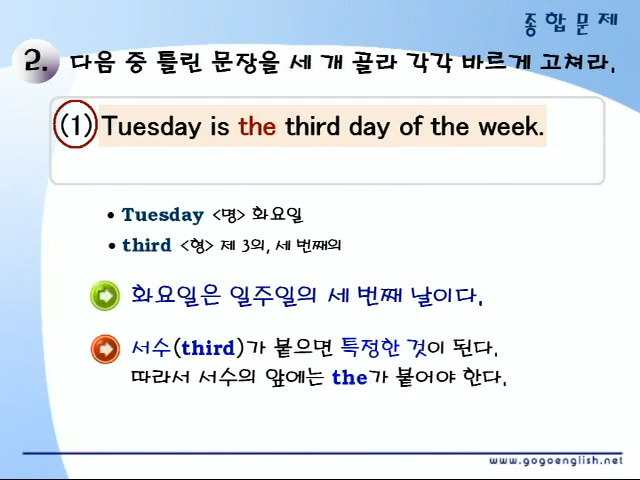 종합문제
2. 다음 중 틀린 문장을 세 개 골라 각각 바르게 고쳐라.
(1) Tuesday is the third day of the week.
• Tuesday <명> 화요일
• third <형> 제 3의, 세 번째의
화요일은 일주일의 세 번째 날이다.
서수(third)가 붙으면 특정한 것이 된다.
따라서 서수의 앞에는 the가 붙어야 한다.
www.gogoenglish.net